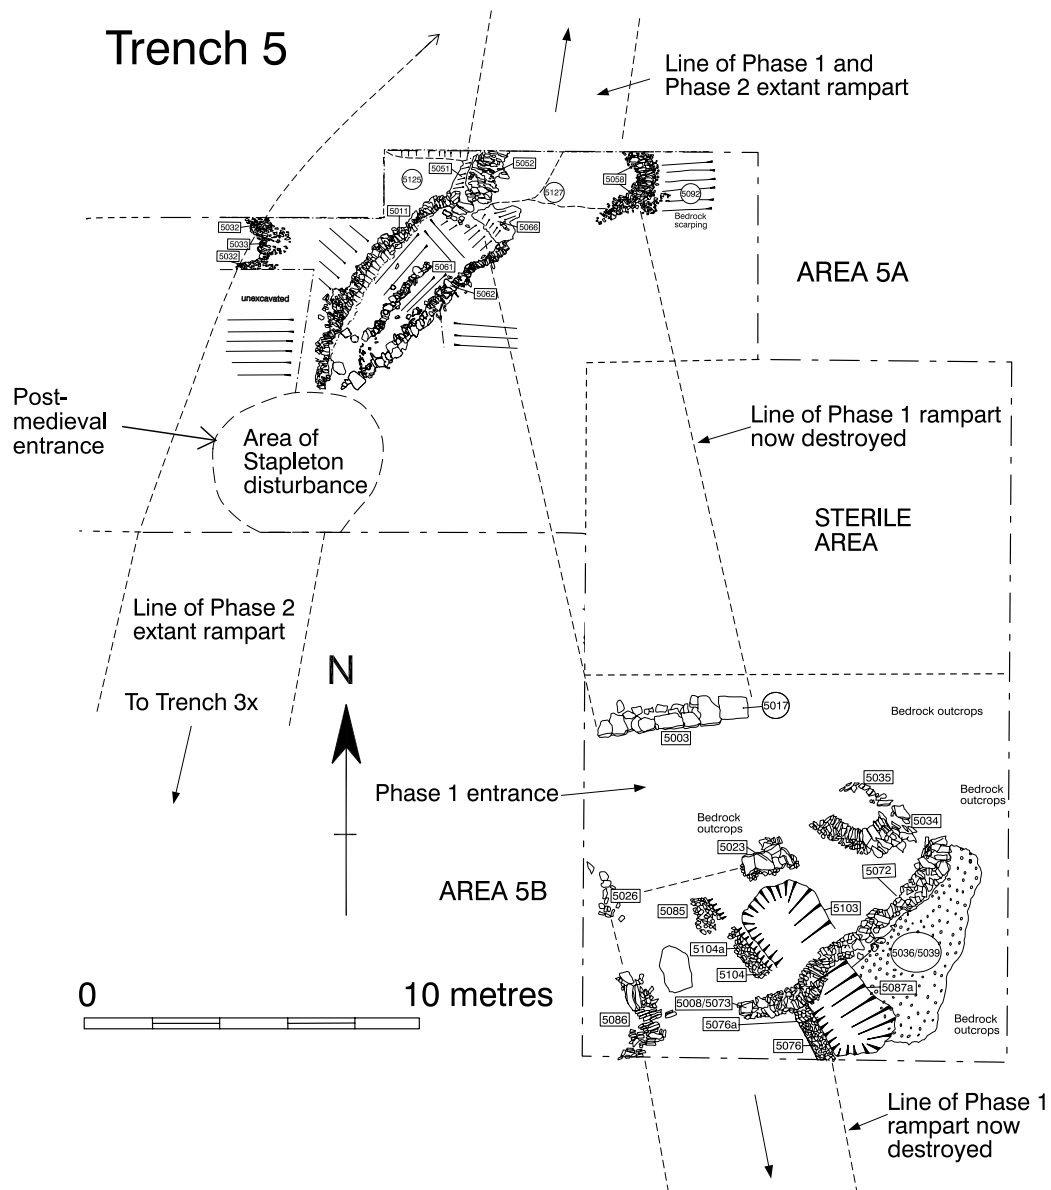 Trench 5
Line of Phase 1 and
Phase 2 extant rampart
5051
5052
5125
5127
5058
5092
Bedrock
scarping
5011
5066
5032
5033
5032
5061
5062
unexcavated
AREA 5A
Post-
medieval
entrance
Area of
Stapleton
disturbance
Line of Phase 1 rampart
now destroyed
STERILE
AREA
Line of Phase 2
extant rampart
N
To Trench 3x
5017
5003
Bedrock outcrops
Phase 1 entrance
5035
Bedrock
outcrops
5034
Bedrock
outcrops
5023
5072
AREA 5B
5026
5085
5103
5104a
5104
5036/5039
5087a
0
10 metres
5008/5073
5086
5076a
5076
Bedrock
outcrops
Line of Phase 1
rampart now
destroyed